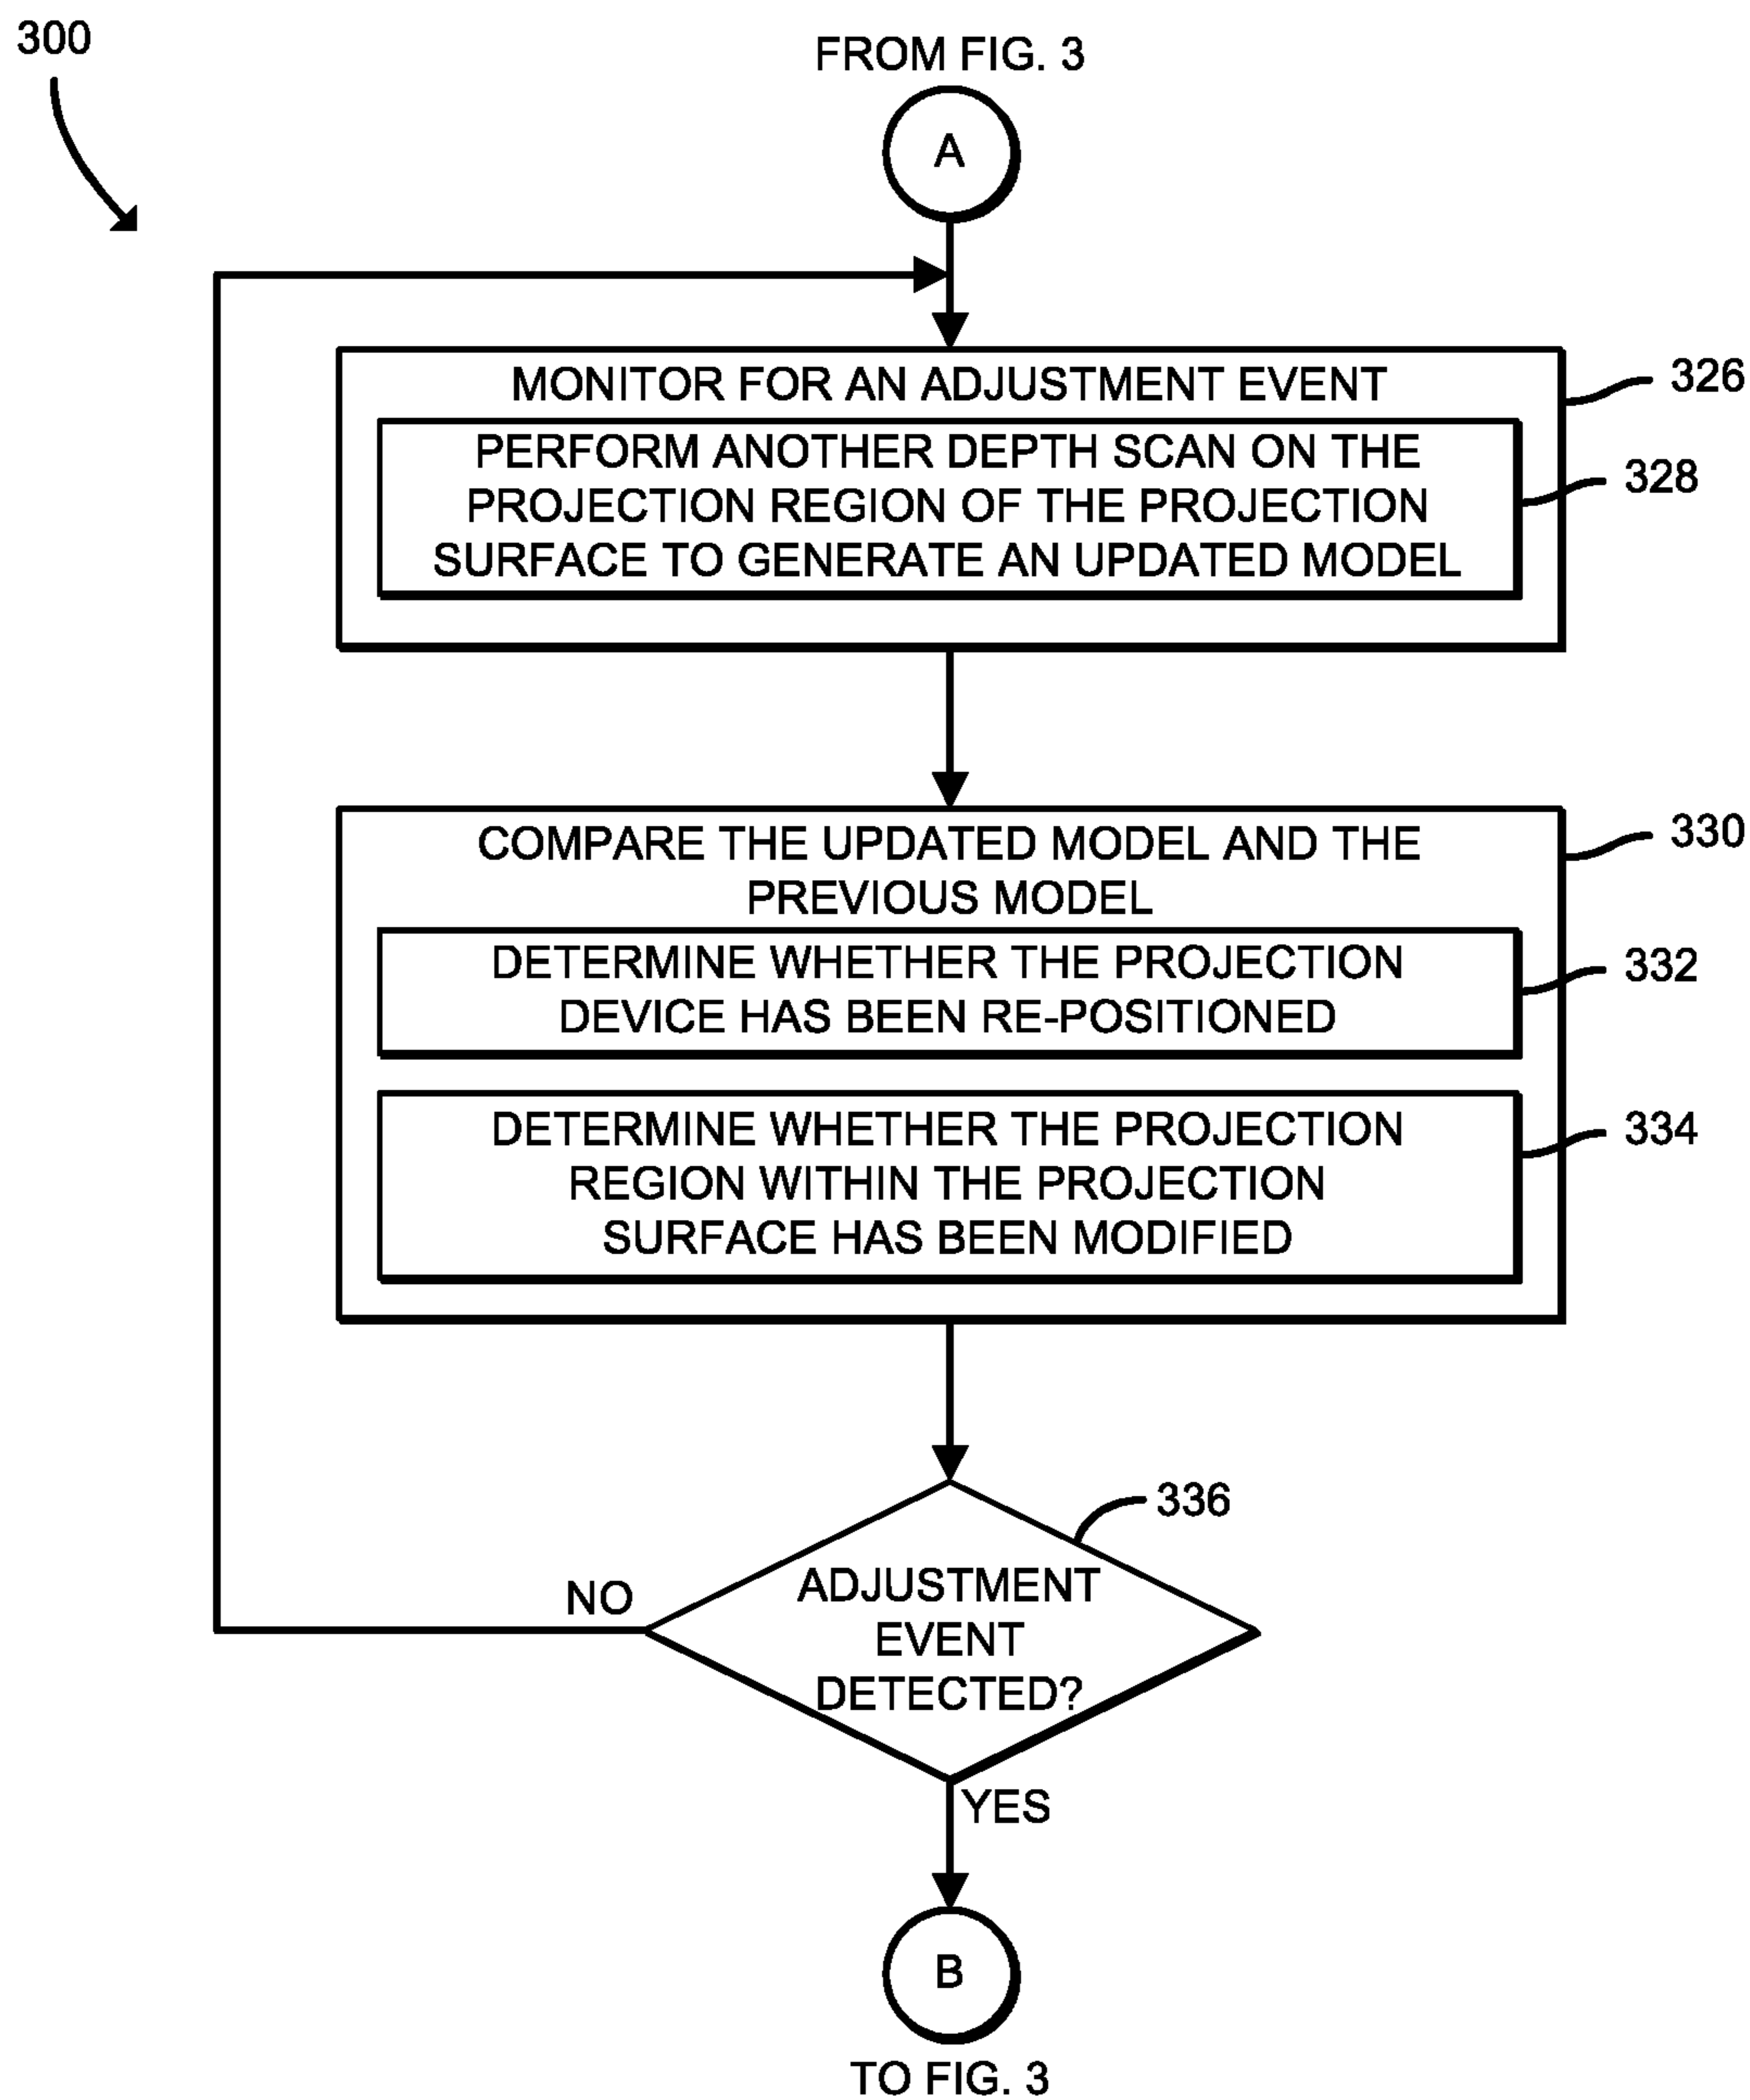 300
FROM FIG. 3
A
MONITOR FOR AN ADJUSTMENT EVENT
326
PERFORM ANOTHER DEPTH SCAN ON THE
PROJECTION REGION OF THE PROJECTION
SURFACE TO GENERATE AN UPDATED MODEL
328
COMPARE THE UPDATED MODEL AND THE
PREVIOUS MODEL
330
DETERMINE WHETHER THE PROJECTION
DEVICE HAS BEEN RE-POSITIONED
332
DETERMINE WHETHER THE PROJECTION
REGION WITHIN THE PROJECTION
SURFACE HAS BEEN MODIFIED
334
336
ADJUSTMENT
EVENT
DETECTED?
NO
YES
B
TO FIG. 3